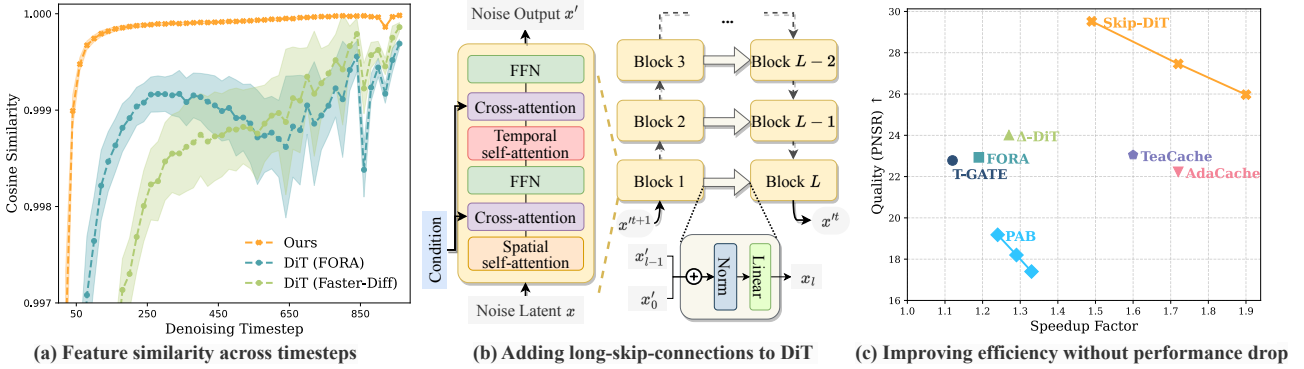 1.000
0.999
0.998
0.997
Cosine Similarity
50
250
450
650
850
Denoising Timestep
Ours
DiT (FORA)
DiT (Faster-Diff)
(a) Feature similarity across timesteps
Noise Output x′
FFN
Cross-attention
Temporal
self-attention
FFN
Cross-attention
Spatial
self-attention
Condition
Noise Latent x
...
Block 3
Block L − 2
Block 2
Block L − 1
Block 1
Block L
x′t+1
x′t
x′l−1
x′0
Norm
Linear
xl
(b) Adding long-skip-connections to DiT
Quality (PNSR) ↑
30
28
26
24
22
20
18
16
1.0
1.1
1.2
1.3
1.4
1.5
1.6
1.7
1.8
1.9
Speedup Factor
Skip-DiT
Δ-DiT
FORA
T-GATE
TeaCache
AdaCache
PAB
(c) Improving efficiency without performance drop